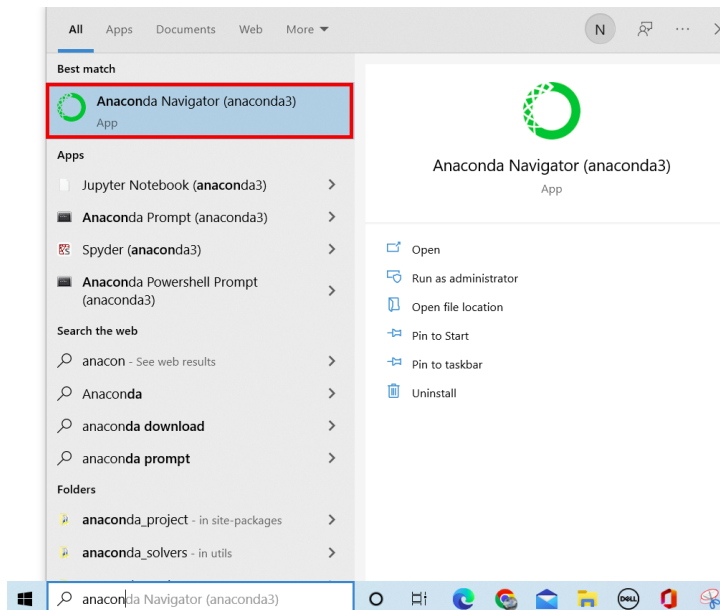 All Apps Documents Web More N
Best match
Anaconda Navigator (anaconda3)
App
Apps
Jupyter Notebook (anaconda3)
Anaconda Prompt (anaconda3)
Spyder (anaconda3)
Anaconda Powershell Prompt
(anaconda3)
Search the web
anacon - See web results
Anaconda
anaconda download
anaconda prompt
Folders
anaconda_project - in site-packages
anaconda_solvers - in utils
Anaconda Navigator (anaconda3)
App
Open
Run as administrator
Open file location
Pin to Start
Pin to taskbar
Uninstall
anaconda Navigator (anaconda3)
DELL